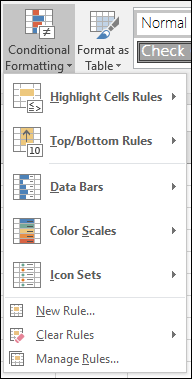 Conditional
Formatting
Format as
Table
Normal
Check
Highlight Cells Rules
Top/Bottom Rules
10
Data Bars
Color Scales
Icon Sets
New Rule...
Clear Rules
Manage Rules...